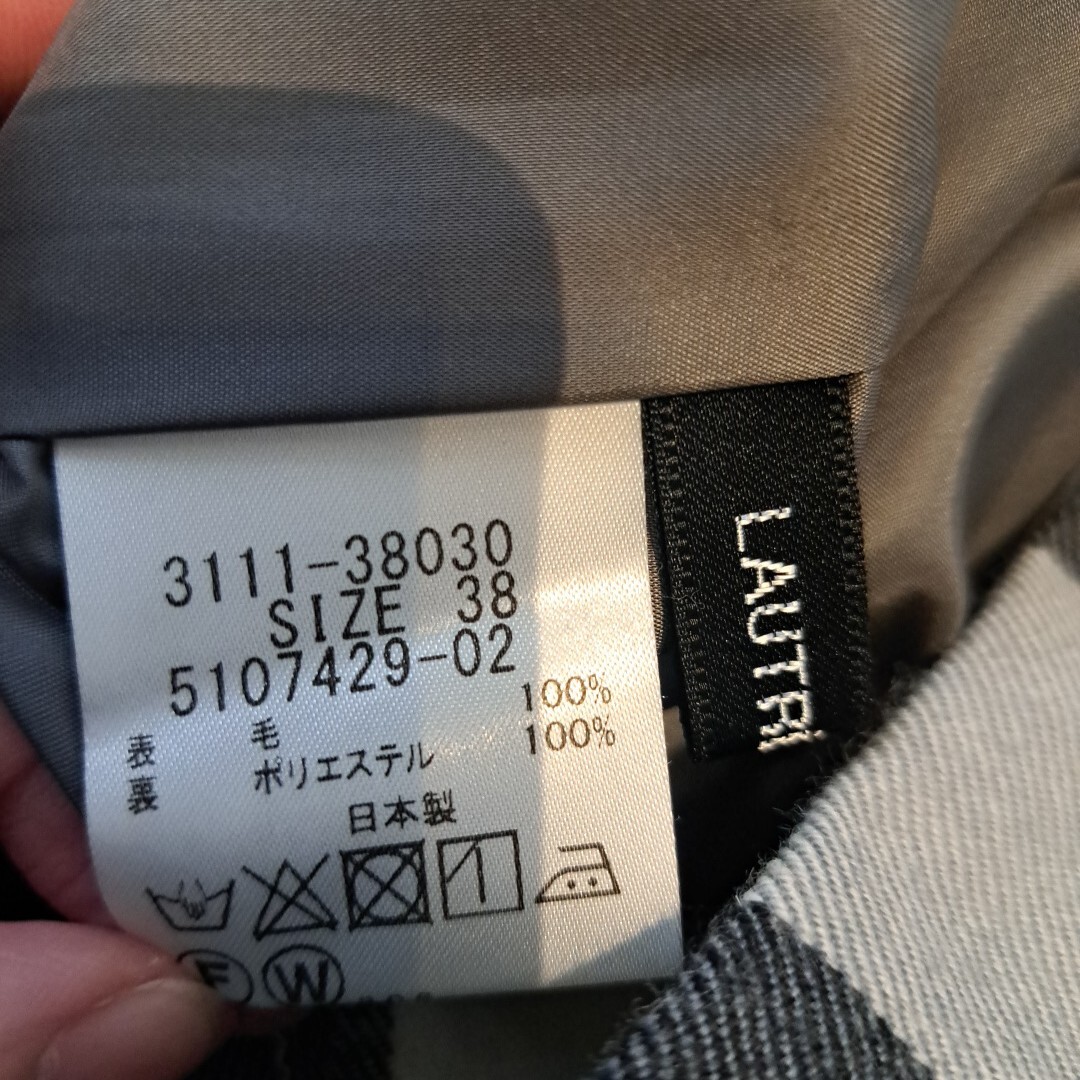 3111-38030
SIZE 38
5107429-02
表 毛 100%
裏 ポリエステル 100%
日本製
F W
LAUTR